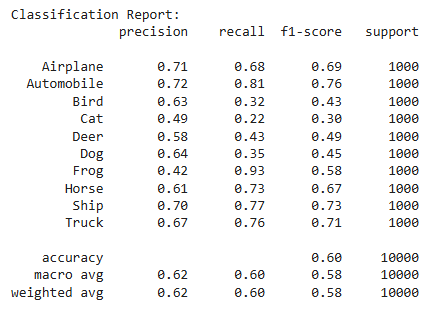 Classification Report:
precision recall f1-score support
Airplane 0.71 0.68 0.69 1000
Automobile 0.72 0.81 0.76 1000
Bird 0.63 0.32 0.43 1000
Cat 0.49 0.22 0.30 1000
Deer 0.58 0.43 0.49 1000
Dog 0.64 0.35 0.45 1000
Frog 0.42 0.93 0.58 1000
Horse 0.61 0.73 0.67 1000
Ship 0.70 0.77 0.73 1000
Truck 0.67 0.76 0.71 1000
accuracy 0.60 10000
macro avg 0.62 0.60 0.58 10000
weighted avg 0.62 0.60 0.58 10000